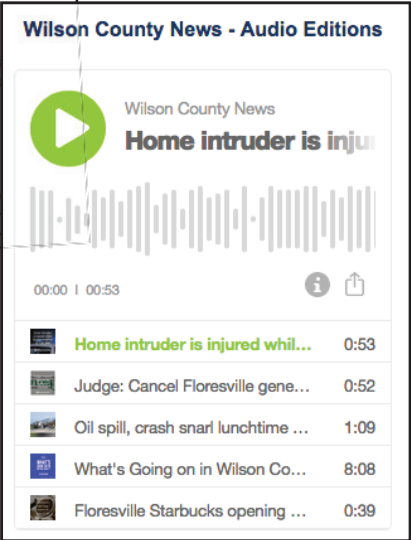 Wilson County News - Audio Editions
Wilson County News
Home intruder is inju
00:00 | 00:53
Home intruder is injured whil... 0:53
Judge: Cancel Floresville gene... 0:52
Oil spill, crash snarl lunchtime ... 1:09
What's Going on in Wilson Co... 8:08
Floresville Starbucks opening ... 0:39